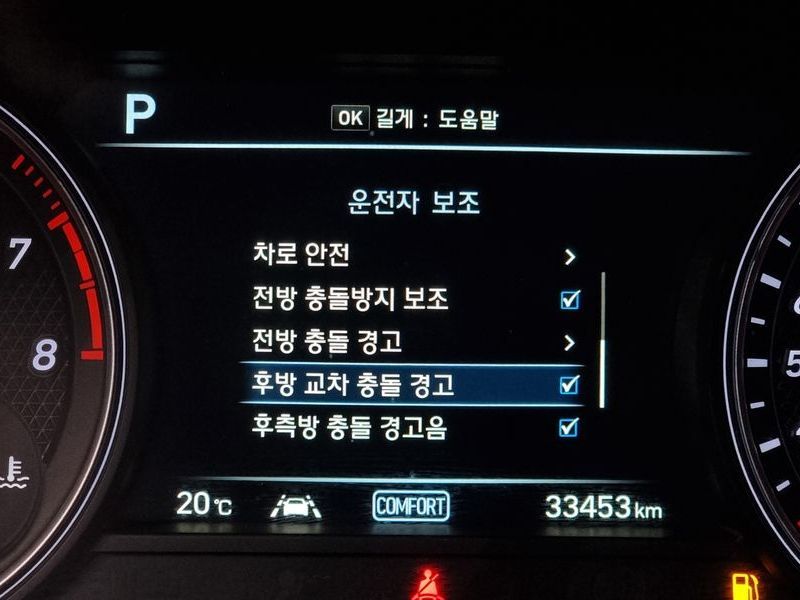 P
OK 길게 : 도움말
운전자 보조
차로 안전 >
전방 충돌방지 보조
전방 충돌 경고 >
후방 교차 충돌 경고
후측방 충돌 경고음
20°C COMFORT 33453km
7
8
5